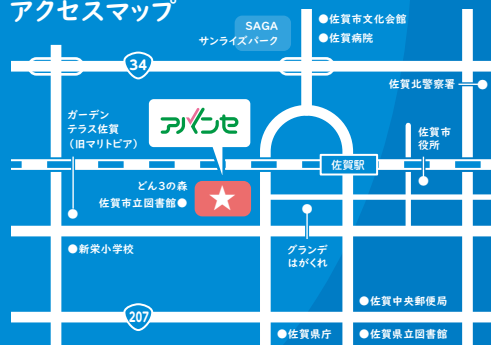 アクセスマップ
SAGA
サンライズパーク
●佐賀市文化会館
●佐賀病院
34
佐賀北警察署
ガーデン
テラス佐賀
（旧マリトピア）
アバンセ
佐賀市
役所
佐賀駅
どん3の森
佐賀市立図書館●
●新栄小学校
グランデ
はがくれ
207
●佐賀中央郵便局
●佐賀県庁
●佐賀県立図書館